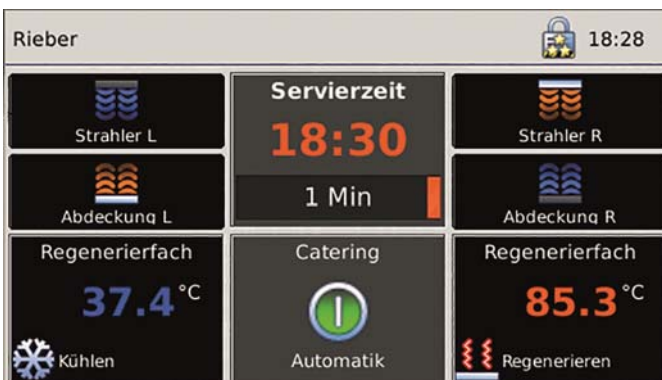 Rieber 18:28
Strahler L
Servierzeit
18:30
1 Min
Strahler R
Abdeckung L
Abdeckung R
Regenerierfach
37.4 °C
Kühlen
Catering
Automatik
Regenerierfach
85.3 °C
Regenerieren